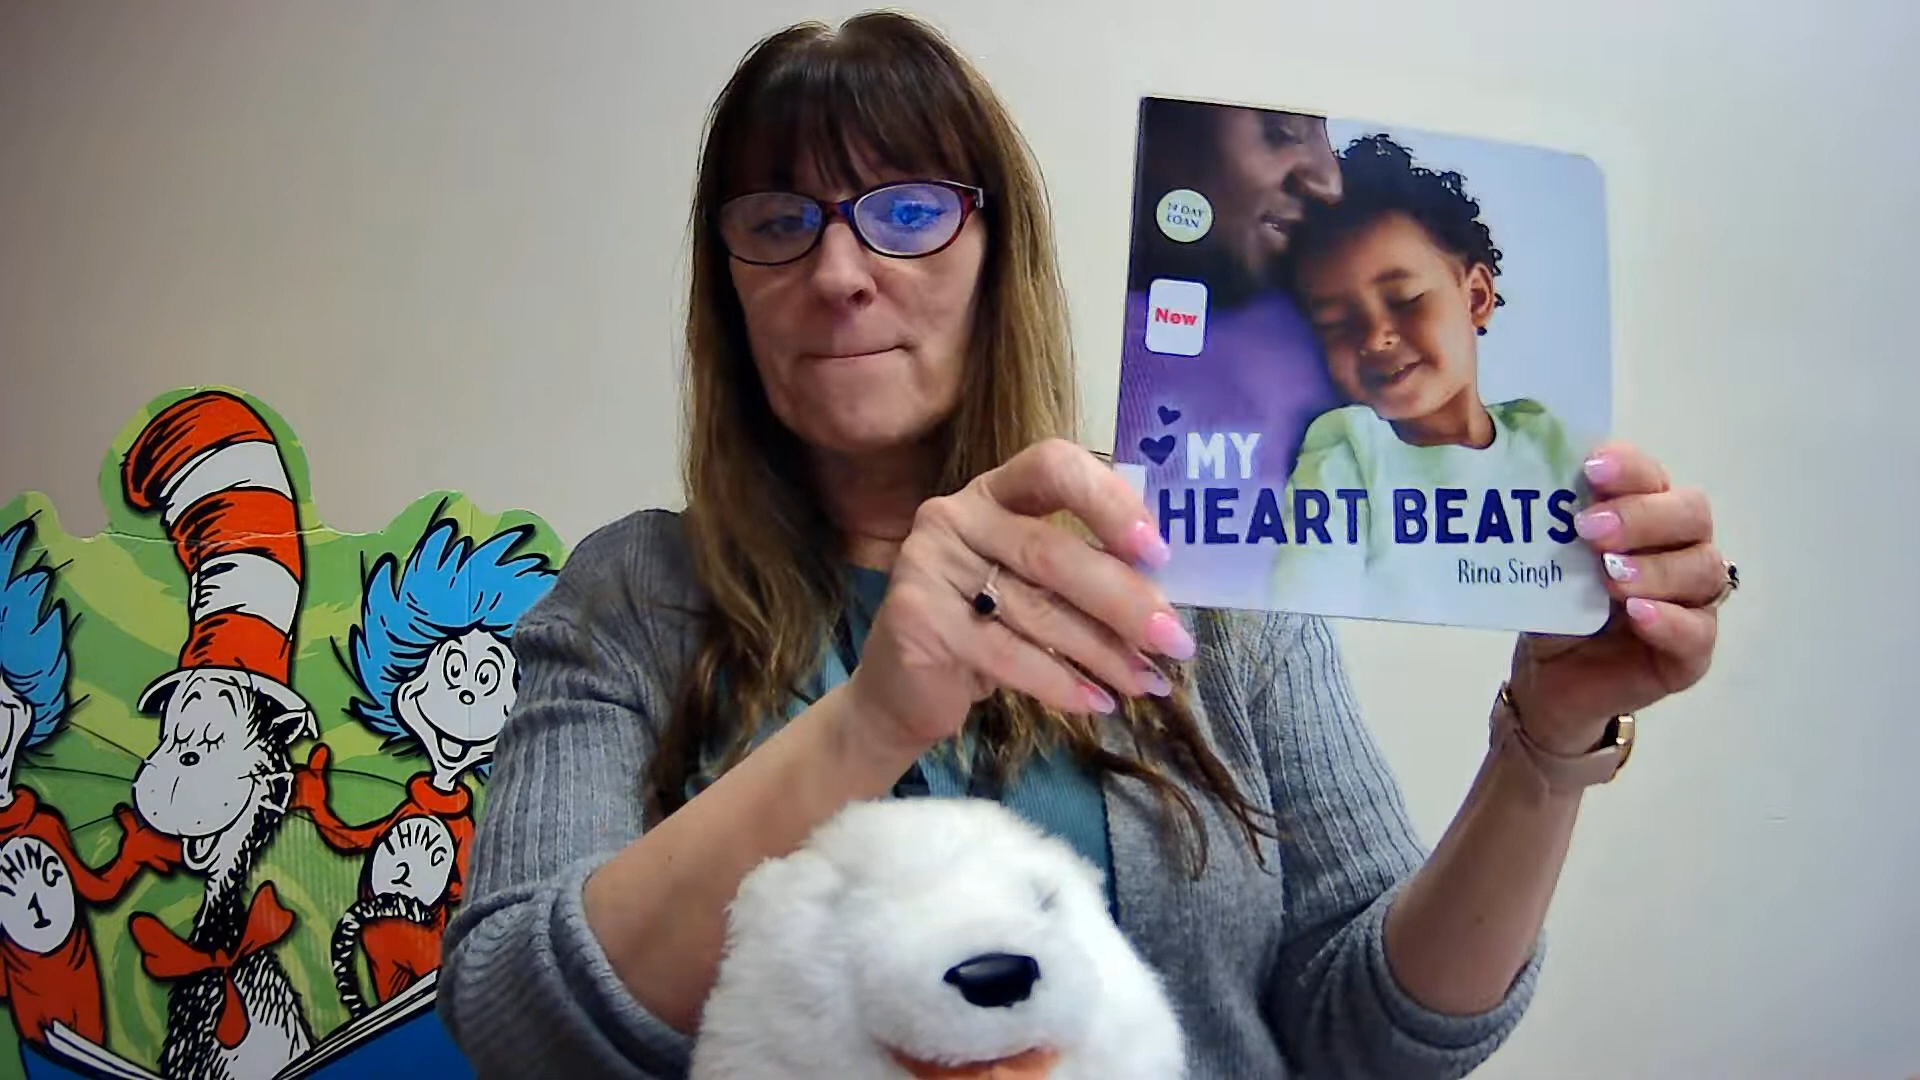 14 DAY
LOAN
New
MY
HEART BEATS
Rina Singh
THING
1
THING
2